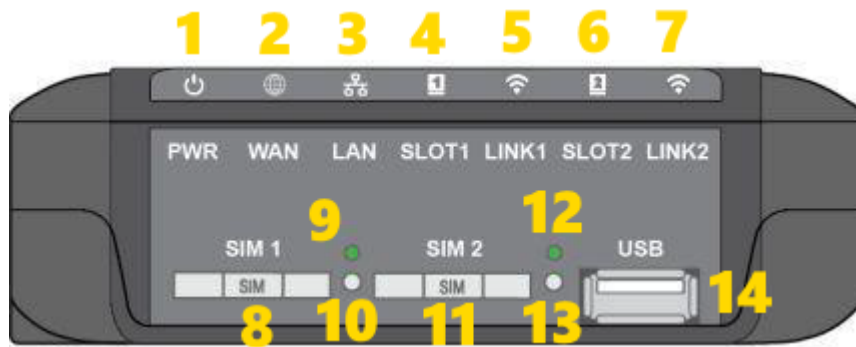 1 2 3 4 5 6 7
PWR WAN LAN SLOT1 LINK1 SLOT2 LINK2
9 12
SIM 1 SIM 2 USB
SIM SIM
14
8 10 11 13